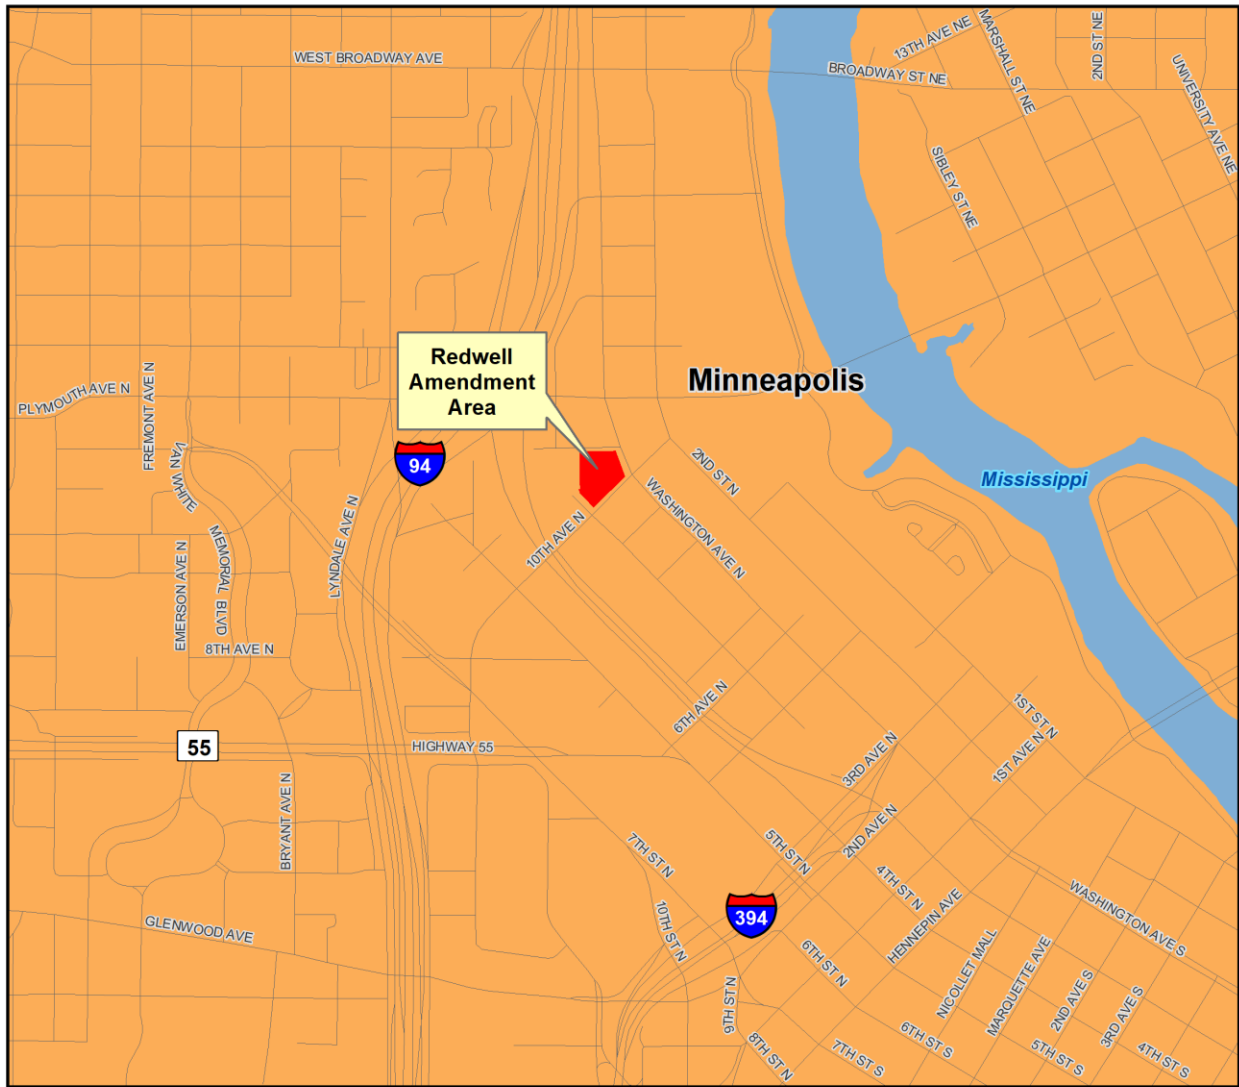 WEST BROADWAY AVE
BROADWAY ST NE
13TH AVE NE
MARSHALL ST NE
2ND ST NE
UNIVERSITY AVE NE
SIBLEY ST NE
Redwell
Amendment
Area
Minneapolis
PLYMOUTH AVE N
FREMONT AVE N
VAN WHITE
MEMORIAL BLVD
94
2ND ST N
Mississippi
WASHINGTON AVE N
10TH AVE N
LYNDALE AVE N
EMERSON AVE N
8TH AVE N
6TH AVE N
1ST ST N
1ST AVE N
55
HIGHWAY 55
3RD AVE N
BRYANT AVE N
7TH ST N
5TH ST N
2ND AVE N
4TH ST N
WASHINGTON AVE S
GLENWOOD AVE
10TH ST N
394
HENNEPIN AVE
6TH ST N
NICOLLET MALL
MARQUETTE AVE
2ND AVE S
3RD AVE S
9TH ST N
8TH ST N
7TH ST S
6TH ST S
5TH ST S
4TH ST S